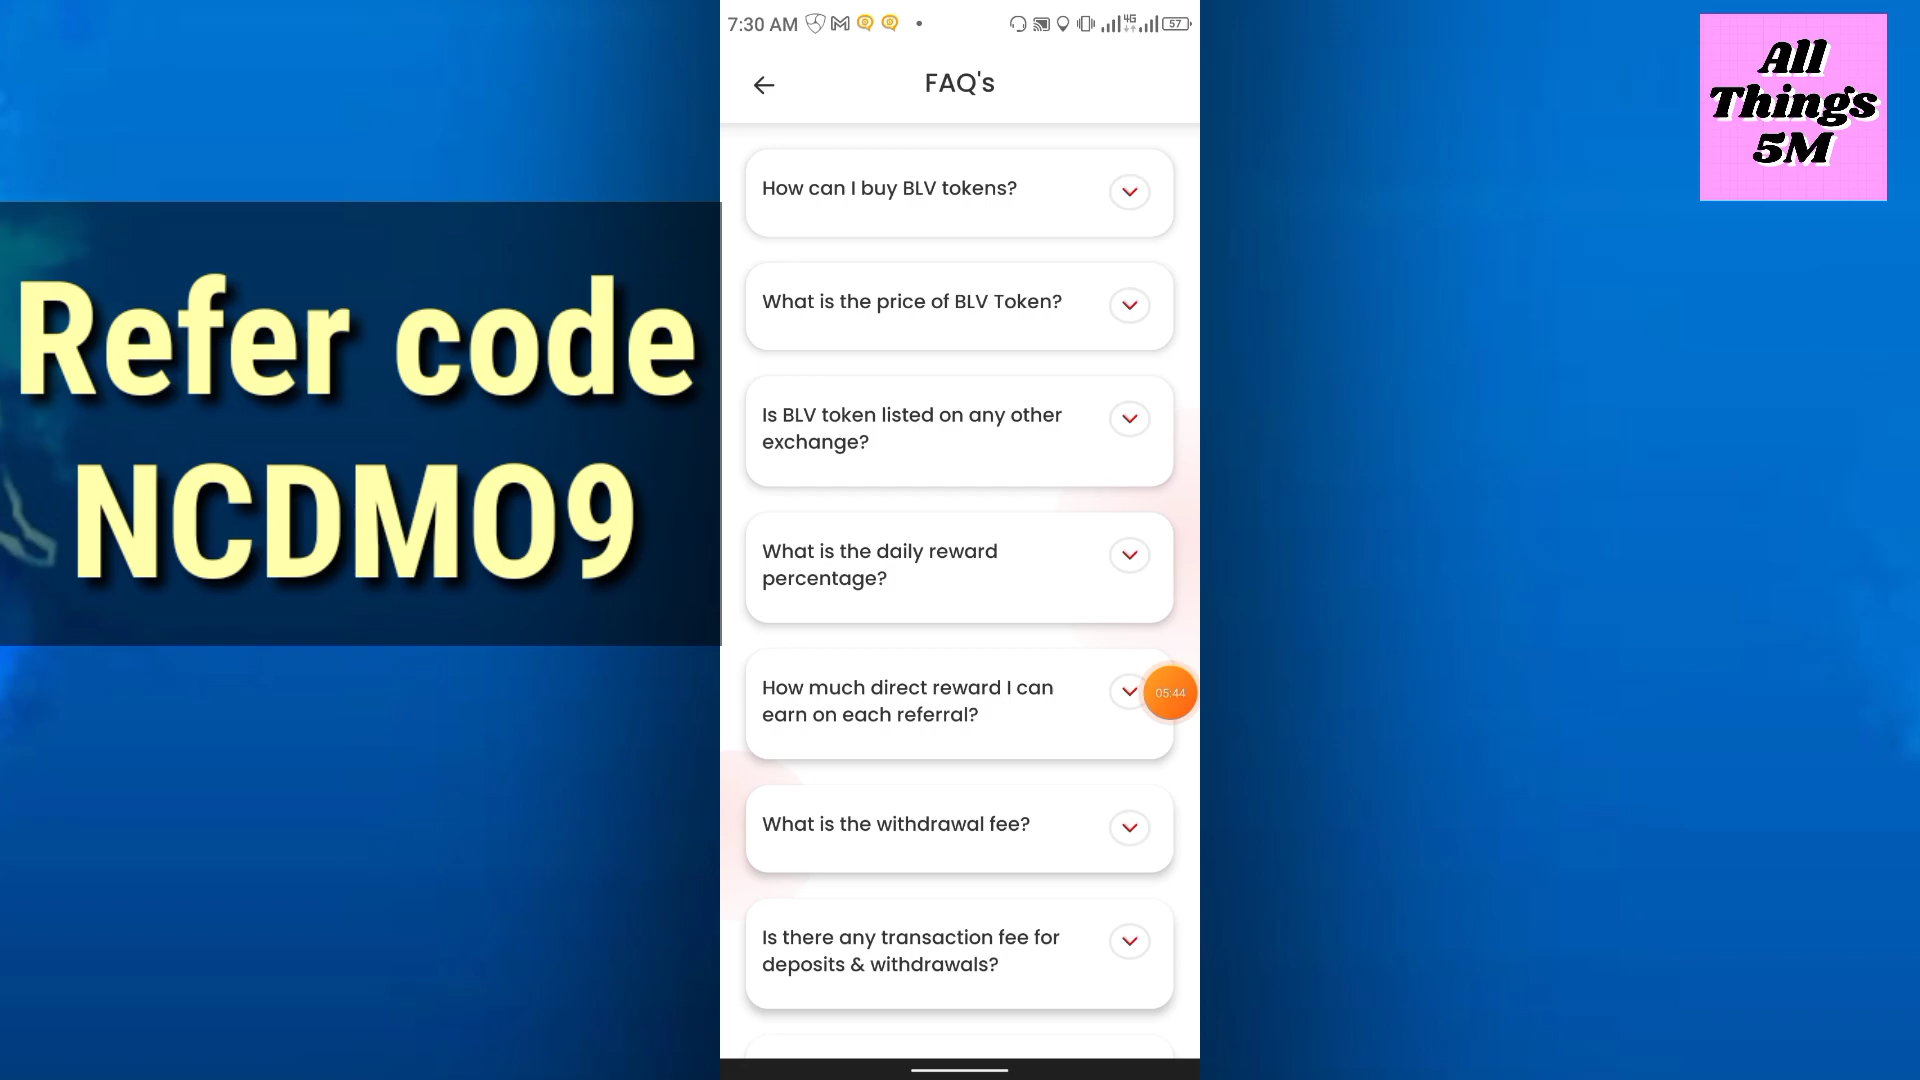 7:30 AM
4G
57
FAQ's
All
Things
5M
How can I buy BLV tokens?
What is the price of BLV Token?
Refer code
NCDMO9
Is BLV token listed on any other
exchange?
What is the daily reward
percentage?
How much direct reward I can
earn on each referral?
05:44
What is the withdrawal fee?
Is there any transaction fee for
deposits & withdrawals?